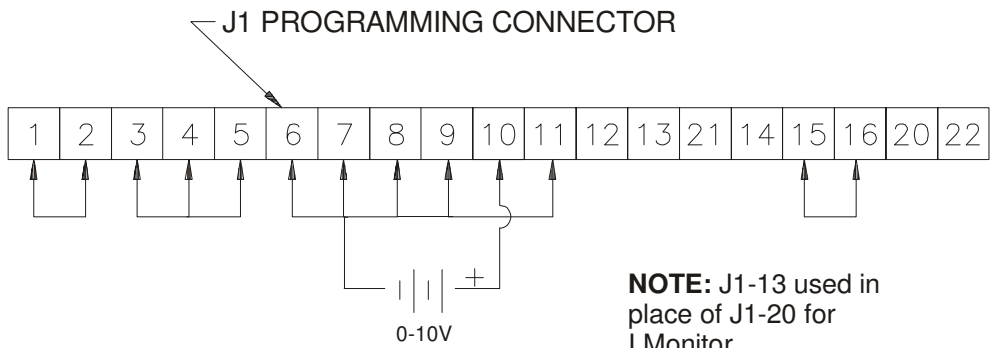 J1 PROGRAMMING CONNECTOR
1 2 3 4 5 6 7 8 9 10 11 12 13 21 14 15 16 20 22
+
0-10V
NOTE: J1-13 used in
place of J1-20 for
I Monitor